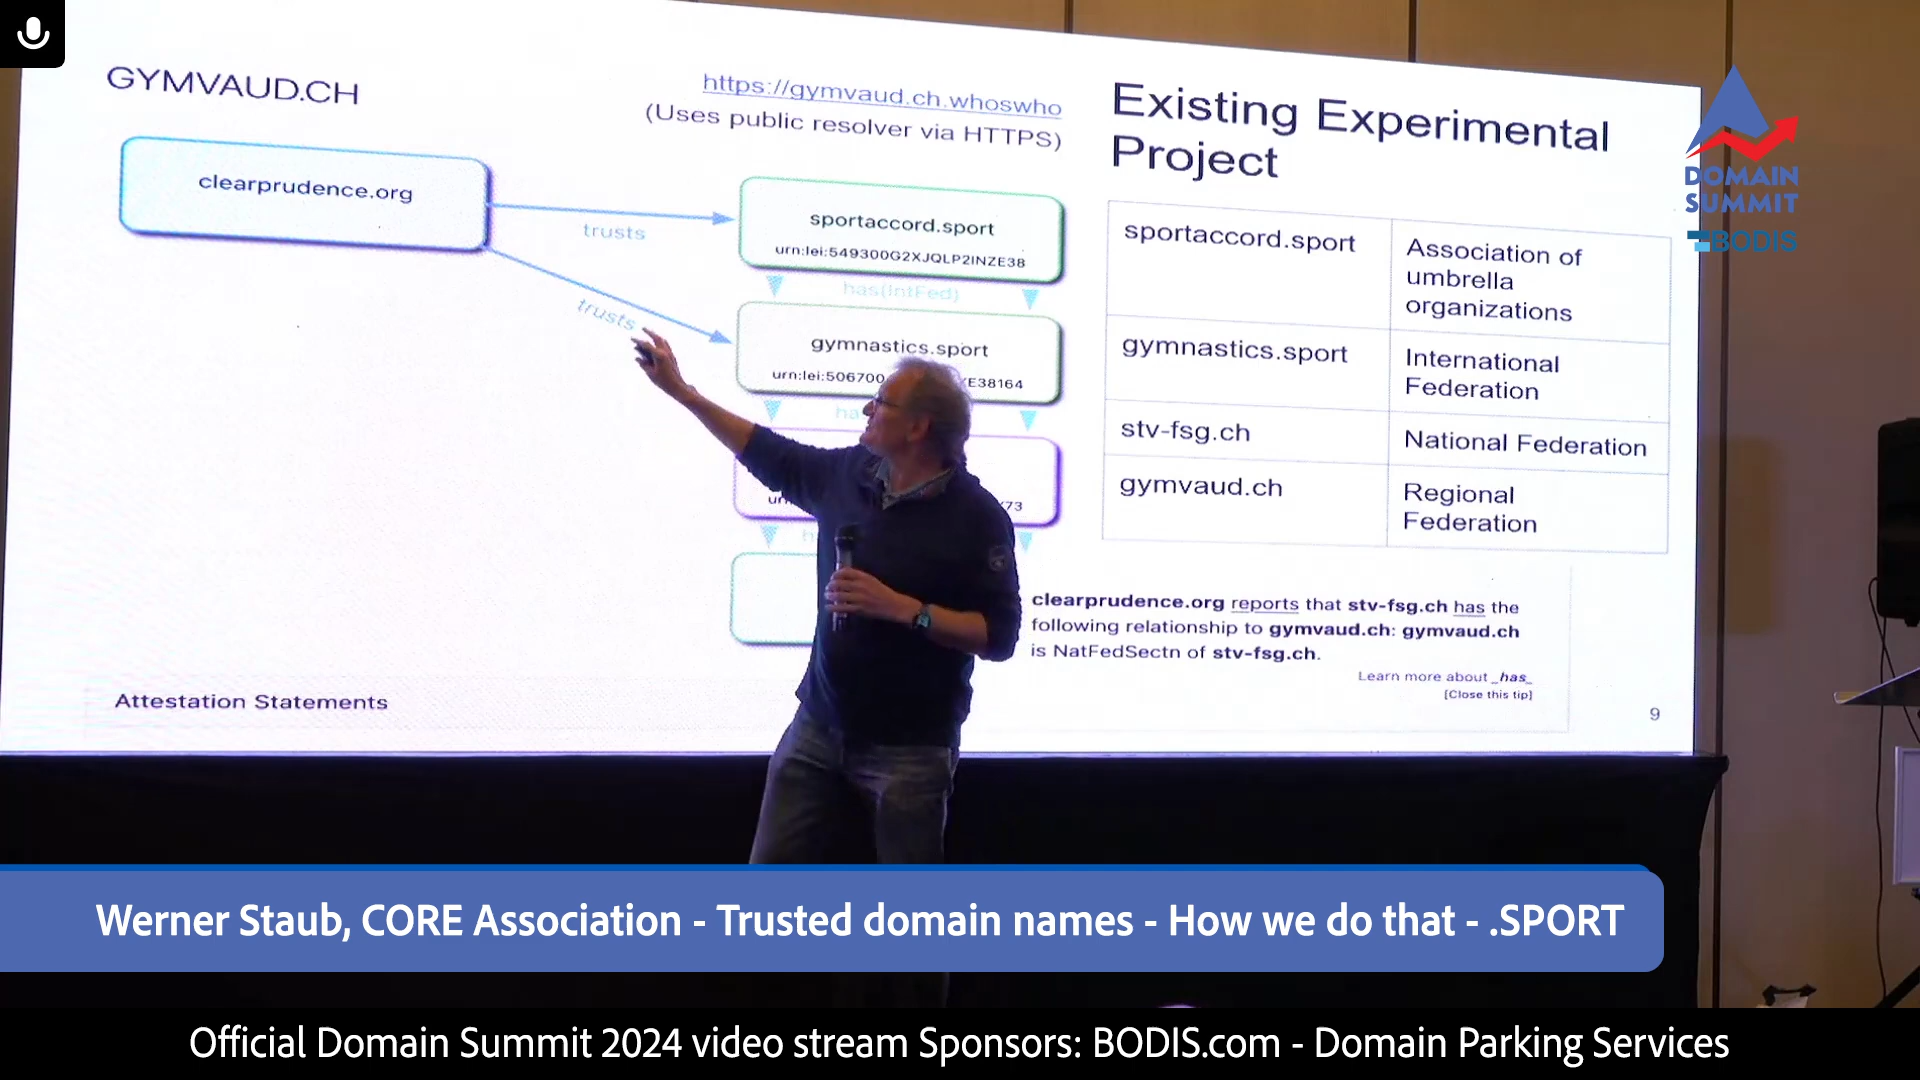 GYMVAUD.CH
https://gymvaud.ch.whoswho
(Uses public resolver via HTTPS)
clearprudence.org
trusts
trusts
sportaccord.sport
urn:lei:549300G2XJQLP2INZE38
has(IntFed)
gymnastics.sport
urn:lei:506700
E38164
73
Attestation Statements
Existing Experimental
Project
sportaccord.sport
Association of
umbrella
organizations
gymnastics.sport
International
Federation
stv-fsg.ch
National Federation
gymvaud.ch
Regional
Federation
clearprudence.org reports that stv-fsg.ch has the
following relationship to gymvaud.ch: gymvaud.ch
is NatFedSectn of stv-fsg.ch.
Learn more about _has_
[Close this tip]
9
DOMAIN
SUMMIT
BODIS
Werner Staub, CORE Association - Trusted domain names - How we do that - .SPORT
Official Domain Summit 2024 video stream Sponsors: BODIS.com - Domain Parking Services